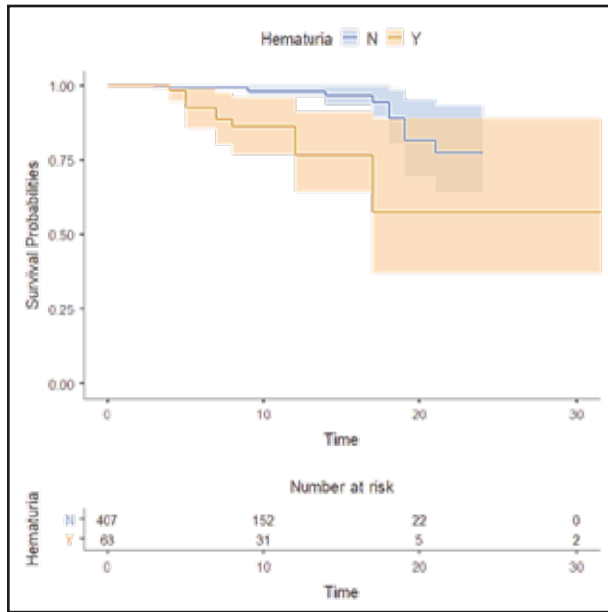 Hematuria N Y
1.00
0.75
0.50
0.25
0.00
Survival Probabilities
0 10 20 30
Time
Number at risk
Hematuria
N 407 152 22 0
Y 63 31 5 2
0 10 20 30
Time